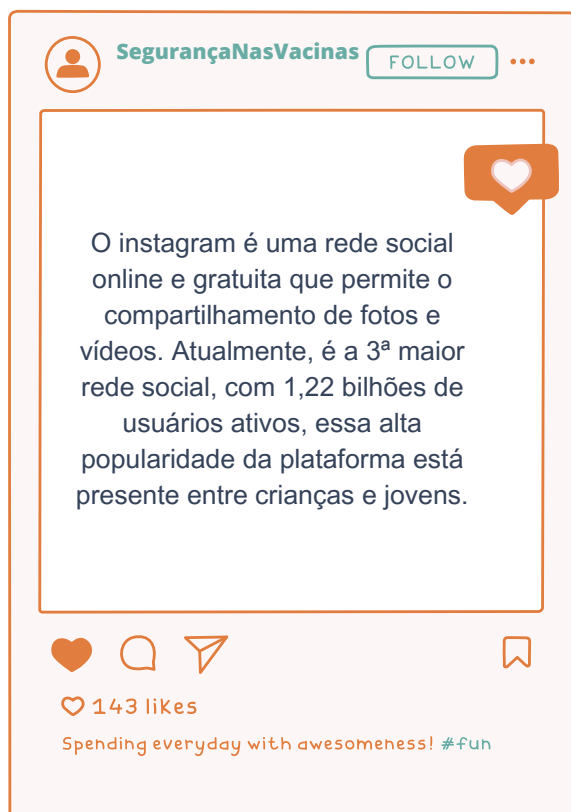 SegurançaNasVacinas
FOLLOW
O instagram é uma rede social
online e gratuita que permite o
compartilhamento de fotos e
vídeos. Atualmente, é a 3ª maior
rede social, com 1,22 bilhões de
usuários ativos, essa alta
popularidade da plataforma está
presente entre crianças e jovens.
143 likes
Spending everyday with awesomeness! #fun